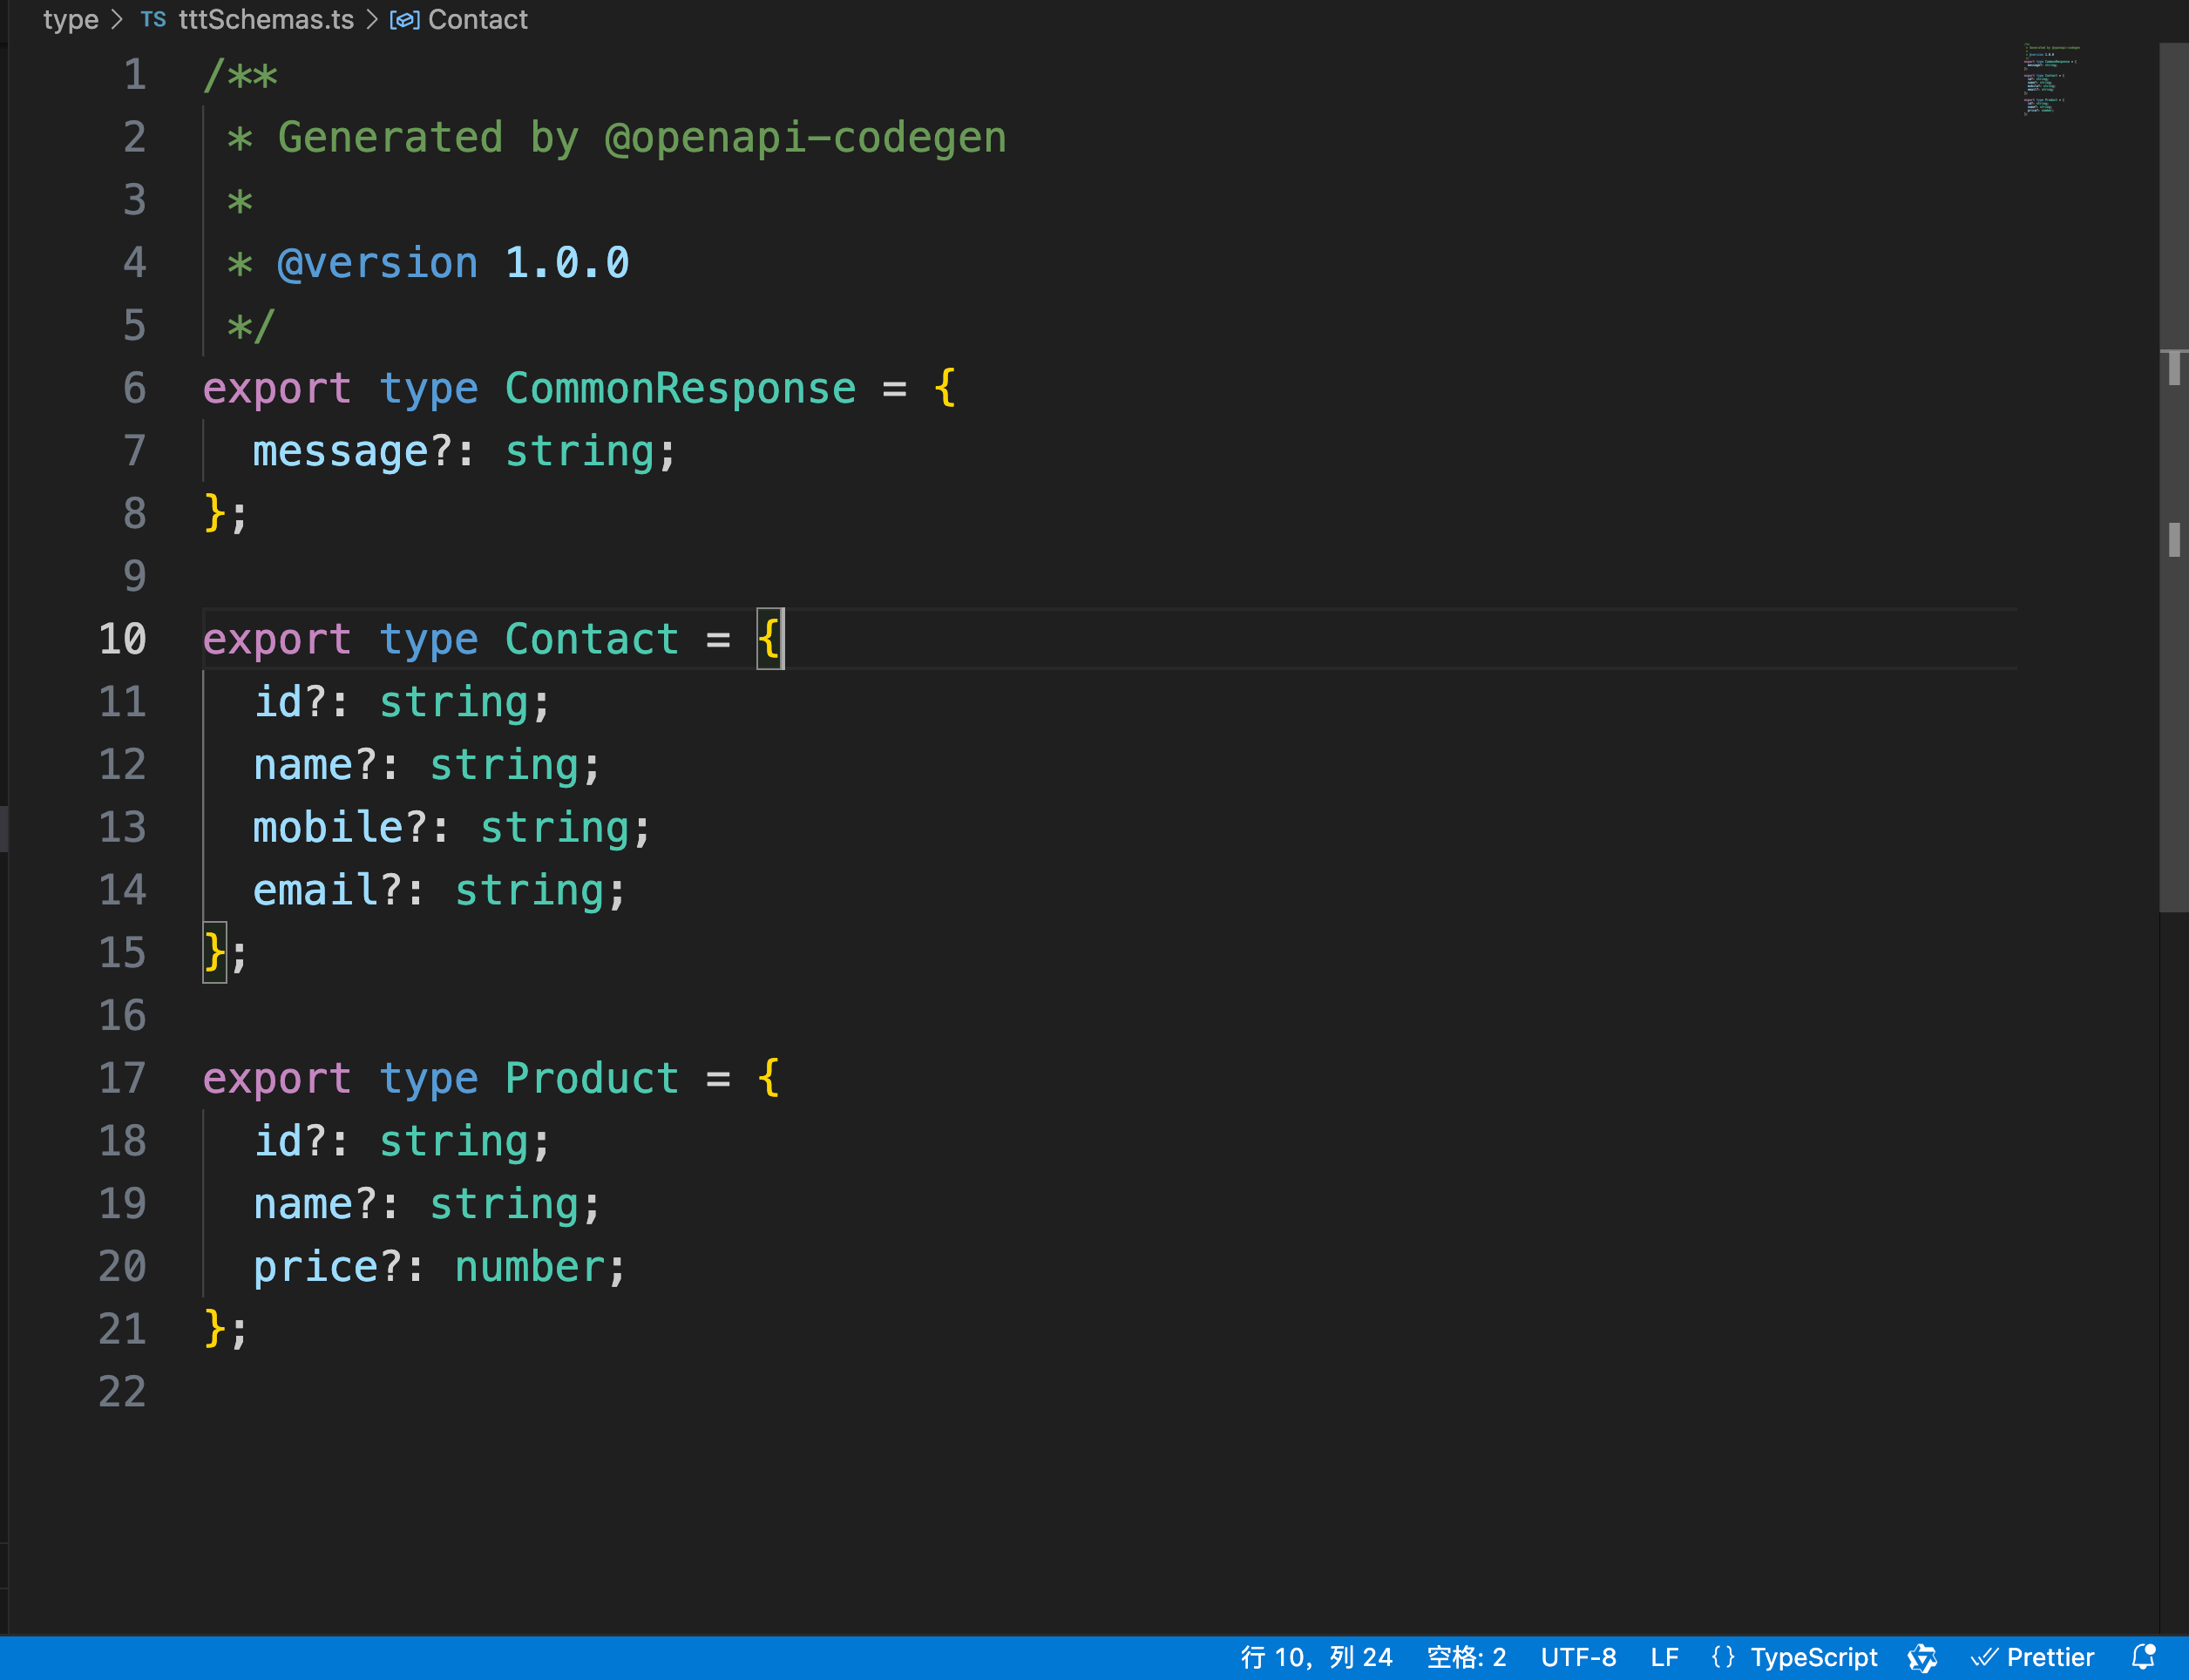 type > TS tttSchemas.ts > Contact
1 /**
2  * Generated by @openapi-codegen
3  *
4  * @version 1.0.0
5  */
6 export type CommonResponse = {
7   message?: string;
8 };
9
10 export type Contact = {
11   id?: string;
12   name?: string;
13   mobile?: string;
14   email?: string;
15 };
16
17 export type Product = {
18   id?: string;
19   name?: string;
20   price?: number;
21 };
22
行 10，列 24 空格: 2 UTF-8 LF {} TypeScript Prettier